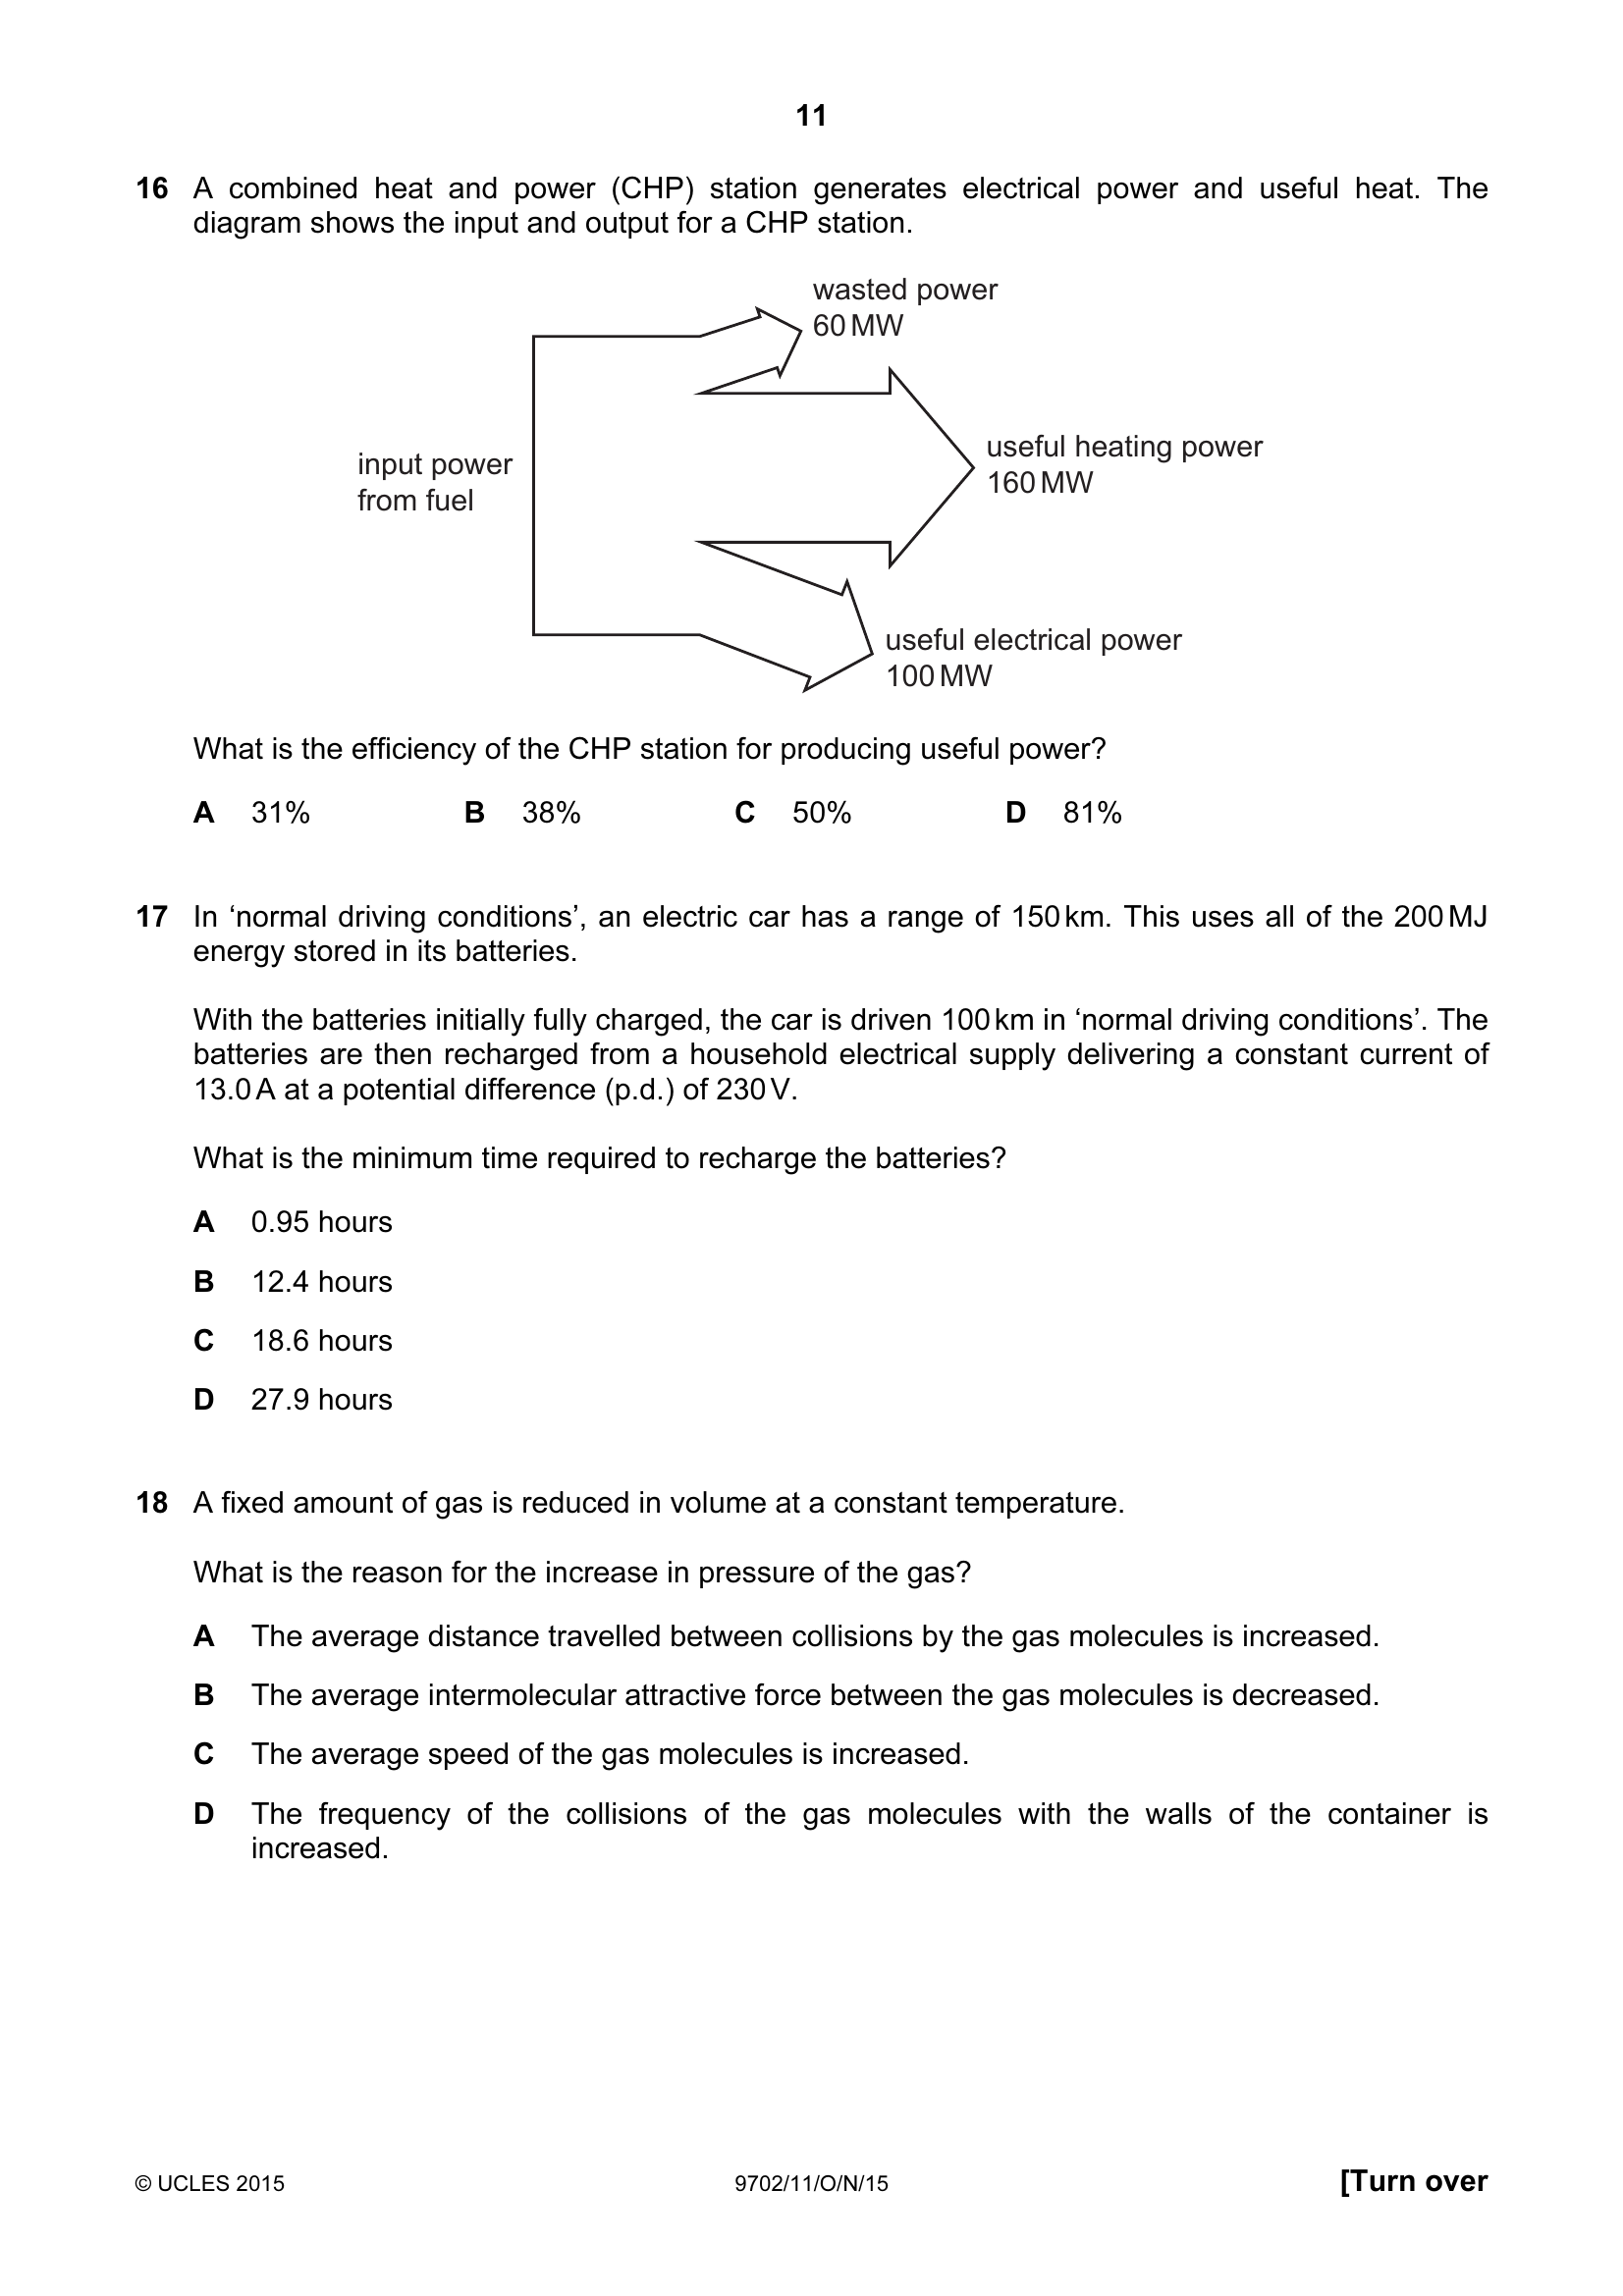 11
16 A combined heat and power (CHP) station generates electrical power and useful heat. The
diagram shows the input and output for a CHP station.
wasted power
60 MW
useful heating power
160 MW
input power
from fuel
useful electrical power
100 MW
What is the efficiency of the CHP station for producing useful power?
A 31% B 38% C 50% D 81%
17 In ‘normal driving conditions’, an electric car has a range of 150 km. This uses all of the 200 MJ
energy stored in its batteries.
With the batteries initially fully charged, the car is driven 100 km in ‘normal driving conditions’. The
batteries are then recharged from a household electrical supply delivering a constant current of
13.0 A at a potential difference (p.d.) of 230 V.
What is the minimum time required to recharge the batteries?
A 0.95 hours
B 12.4 hours
C 18.6 hours
D 27.9 hours
18 A fixed amount of gas is reduced in volume at a constant temperature.
What is the reason for the increase in pressure of the gas?
A The average distance travelled between collisions by the gas molecules is increased.
B The average intermolecular attractive force between the gas molecules is decreased.
C The average speed of the gas molecules is increased.
D The frequency of the collisions of the gas molecules with the walls of the container is
increased.
© UCLES 2015 9702/11/O/N/15 [Turn over